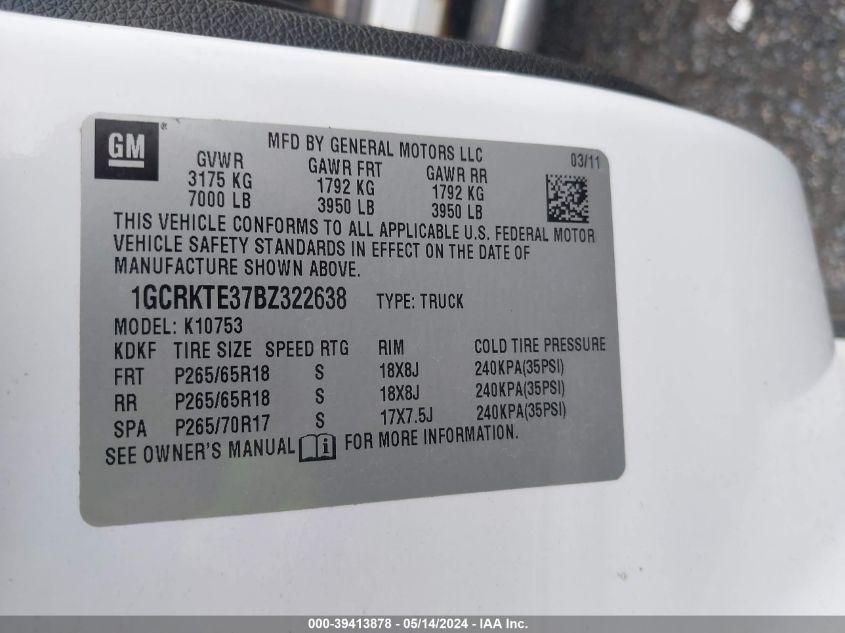 GM ® MFD BY GENERAL MOTORS LLC 03/11
GVWR GAWR FRT GAWR RR
3175 KG 1792 KG 1792 KG
7000 LB 3950 LB 3950 LB
THIS VEHICLE CONFORMS TO ALL APPLICABLE U.S. FEDERAL MOTOR
VEHICLE SAFETY STANDARDS IN EFFECT ON THE DATE OF
MANUFACTURE SHOWN ABOVE.
1GCRKTE37BZ322638 TYPE: TRUCK
MODEL: K10753
KDKF TIRE SIZE SPEED RTG RIM COLD TIRE PRESSURE
FRT P265/65R18 S 18X8J 240KPA(35PSI)
RR P265/65R18 S 18X8J 240KPA(35PSI)
SPA P265/70R17 S 17X7.5J 240KPA(35PSI)
SEE OWNER'S MANUAL i FOR MORE INFORMATION.
000-39413878 - 05/14/2024 - IAA Inc.